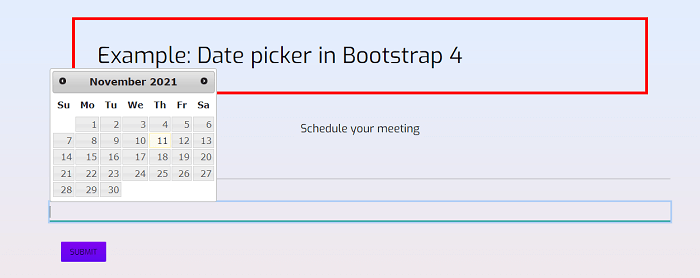 Example: Date picker in Bootstrap 4
November 2021
Su Mo Tu We Th Fr Sa
1 2 3 4 5 6
7 8 9 10 11 12 13
14 15 16 17 18 19 20
21 22 23 24 25 26 27
28 29 30
Schedule your meeting
SUBMIT